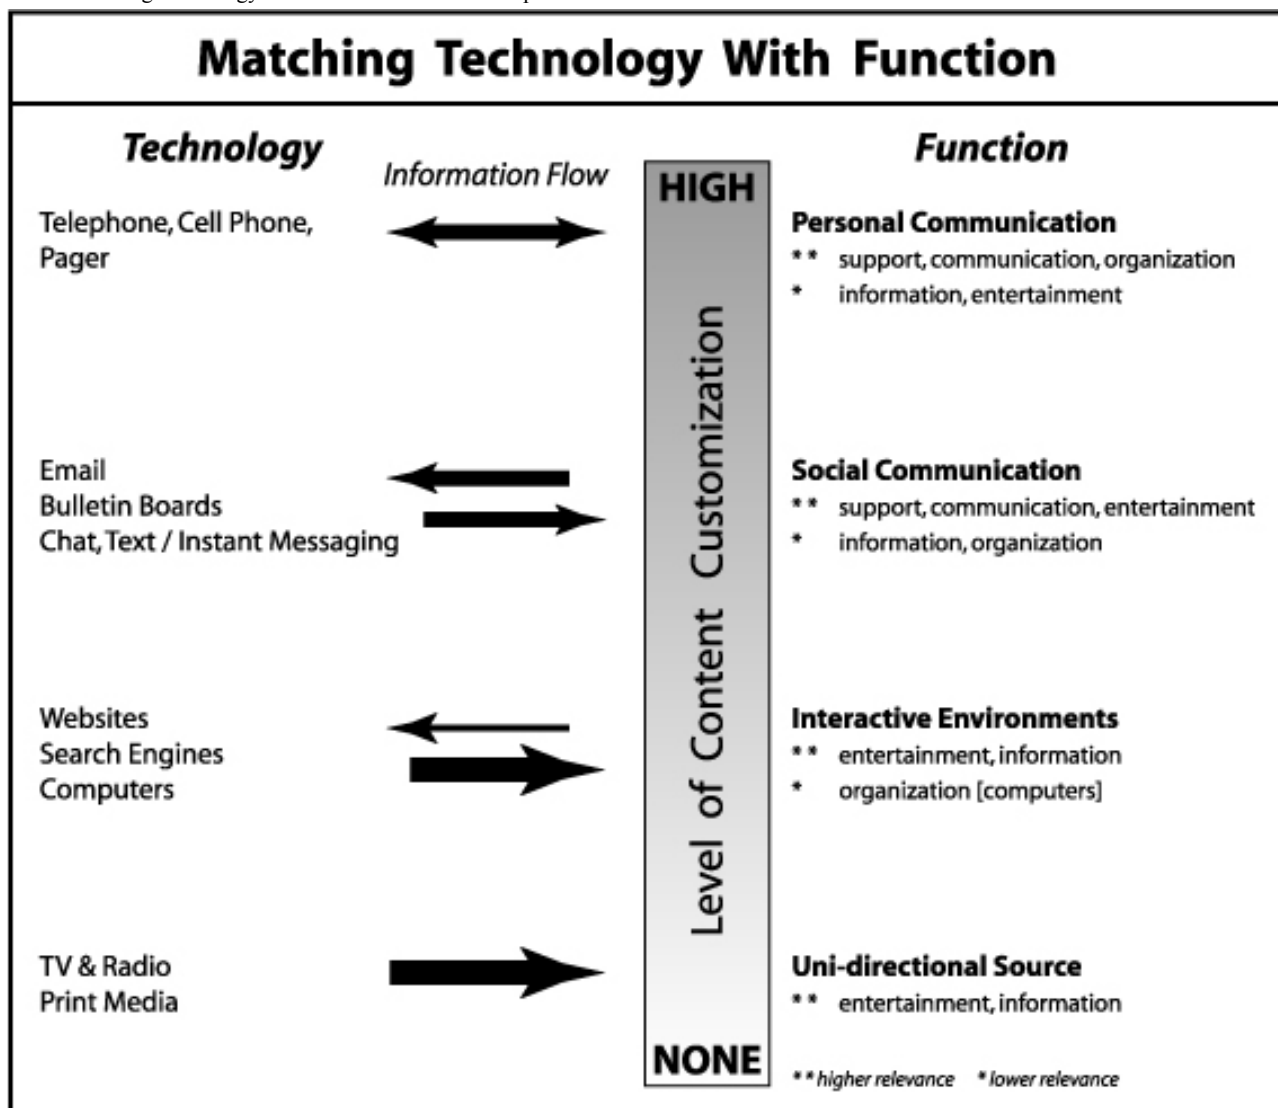 Matching Technology With Function
Technology
Information Flow
HIGH
Function
Telephone, Cell Phone,
Pager
Personal Communication
** support, communication, organization
* information, entertainment
Level of Content Customization
Email
Bulletin Boards
Chat, Text / Instant Messaging
Social Communication
** support, communication, entertainment
* information, organization
Websites
Search Engines
Computers
Interactive Environments
** entertainment, information
* organization [computers]
TV & Radio
Print Media
Uni-directional Source
** entertainment, information
NONE
**higher relevance *lower relevance